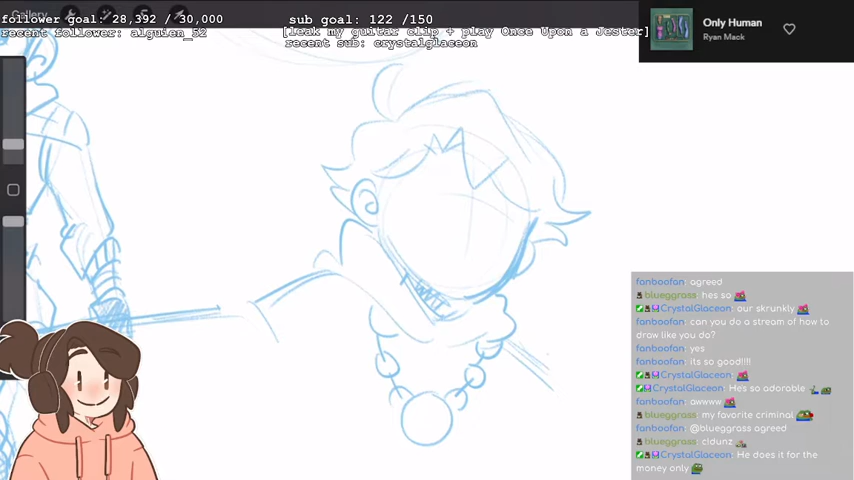 Gallery
follower goal: 28,392 / 30,000
sub goal: 122 /150
recent follower: alguien_52
[leak my guitar clip + play Once Upon a Jester]
recent sub: crystalglaceon
Only Human
Ryan Mack
fanboofan: agreed
blueggrass: hes so
CrystalGlaceon: our skrunkly
fanboofan: can you do a stream of how to
draw like you do?
fanboofan: yes
fanboofan: its so good!!!!
CrystalGlaceon:
CrystalGlaceon: Hes so adorable
fanboofan: awwww
blueggrass: my favorite criminal
fanboofan: @blueggrass agreed
blueggrass: cldunz
CrystalGlaceon: He does it for the
money only